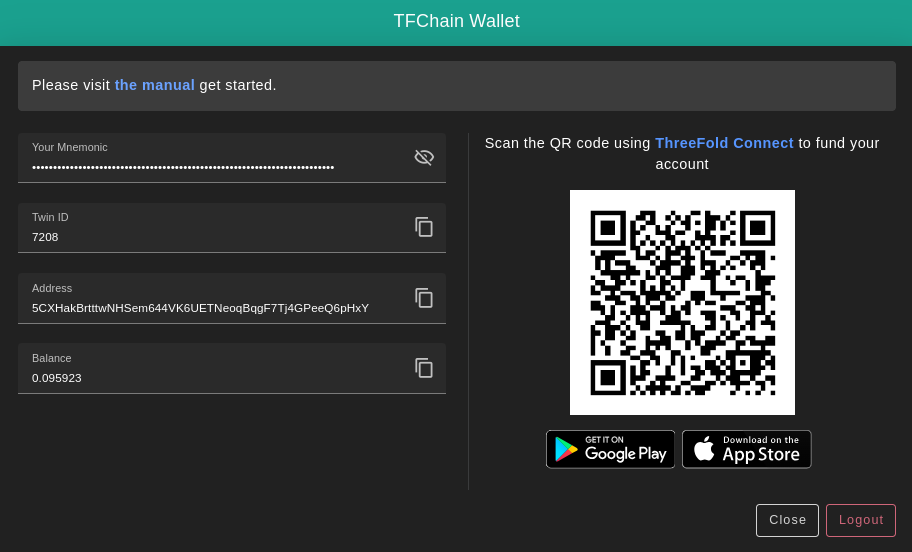 TFChain Wallet
Please visit the manual get started.
Your Mnemonic
••••••••••••••••••••••••••••••••••••••••••••••••••••••••••••••••••••••••
Twin ID
7208
Address
5CXHakBrtttwNHSem644VK6UETNeoqBqgF7Tj4GPeeQ6pHxY
Balance
0.095923
Scan the QR code using ThreeFold Connect to fund your
account
GET IT ON
Google Play
Download on the
App Store
Close
Logout